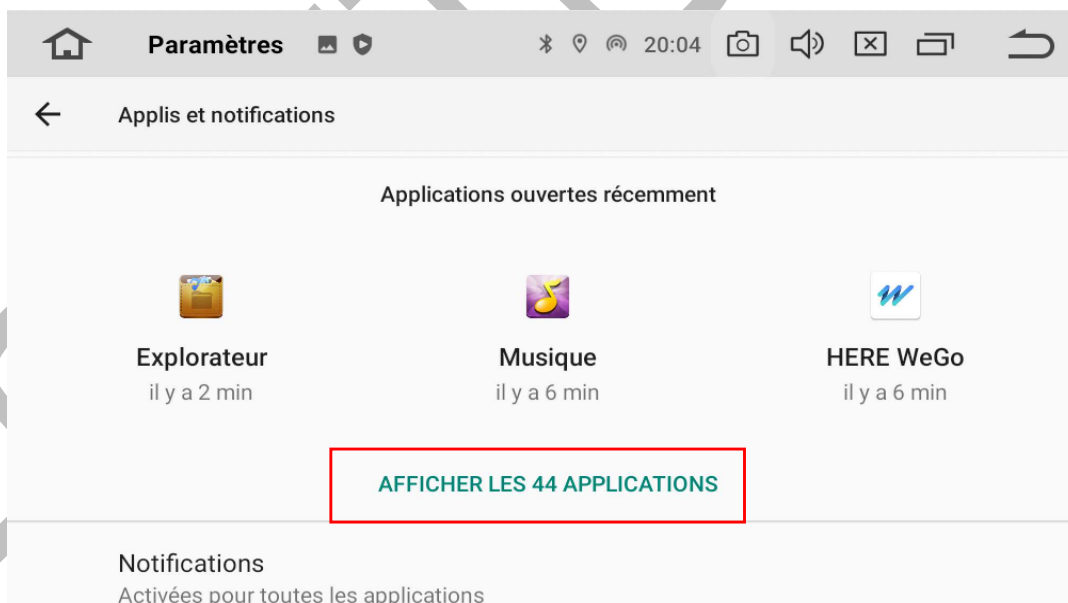 Paramètres 20:04
Applis et notifications
Applications ouvertes récemment
Explorateur Musique HERE WeGo
il y a 2 min il y a 6 min il y a 6 min
AFFICHER LES 44 APPLICATIONS
Notifications
Activées pour toutes les applications